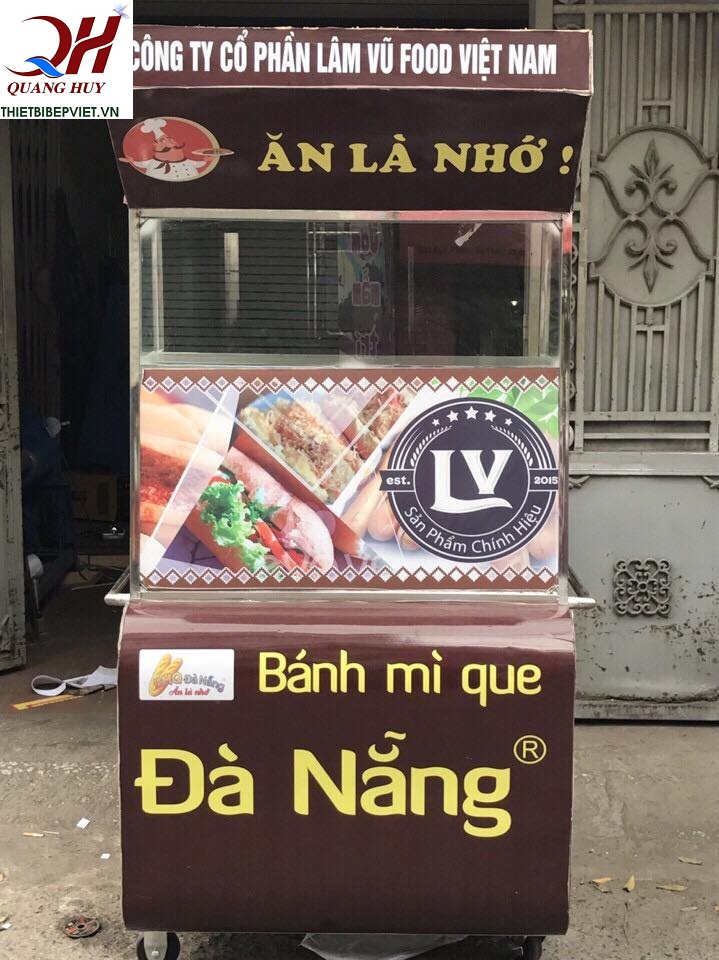 QH
QUANG HUY
THIETBIBEPVIET.VN
CÔNG TY CỔ PHẦN LÂM VŨ FOOD VIỆT NAM
ĂN LÀ NHỚ !
est. LV 2015
Sản Phẩm Chính Hiệu
Đà Nẵng
Ăn là nhớ
Bánh mì que
Đà Nẵng ®